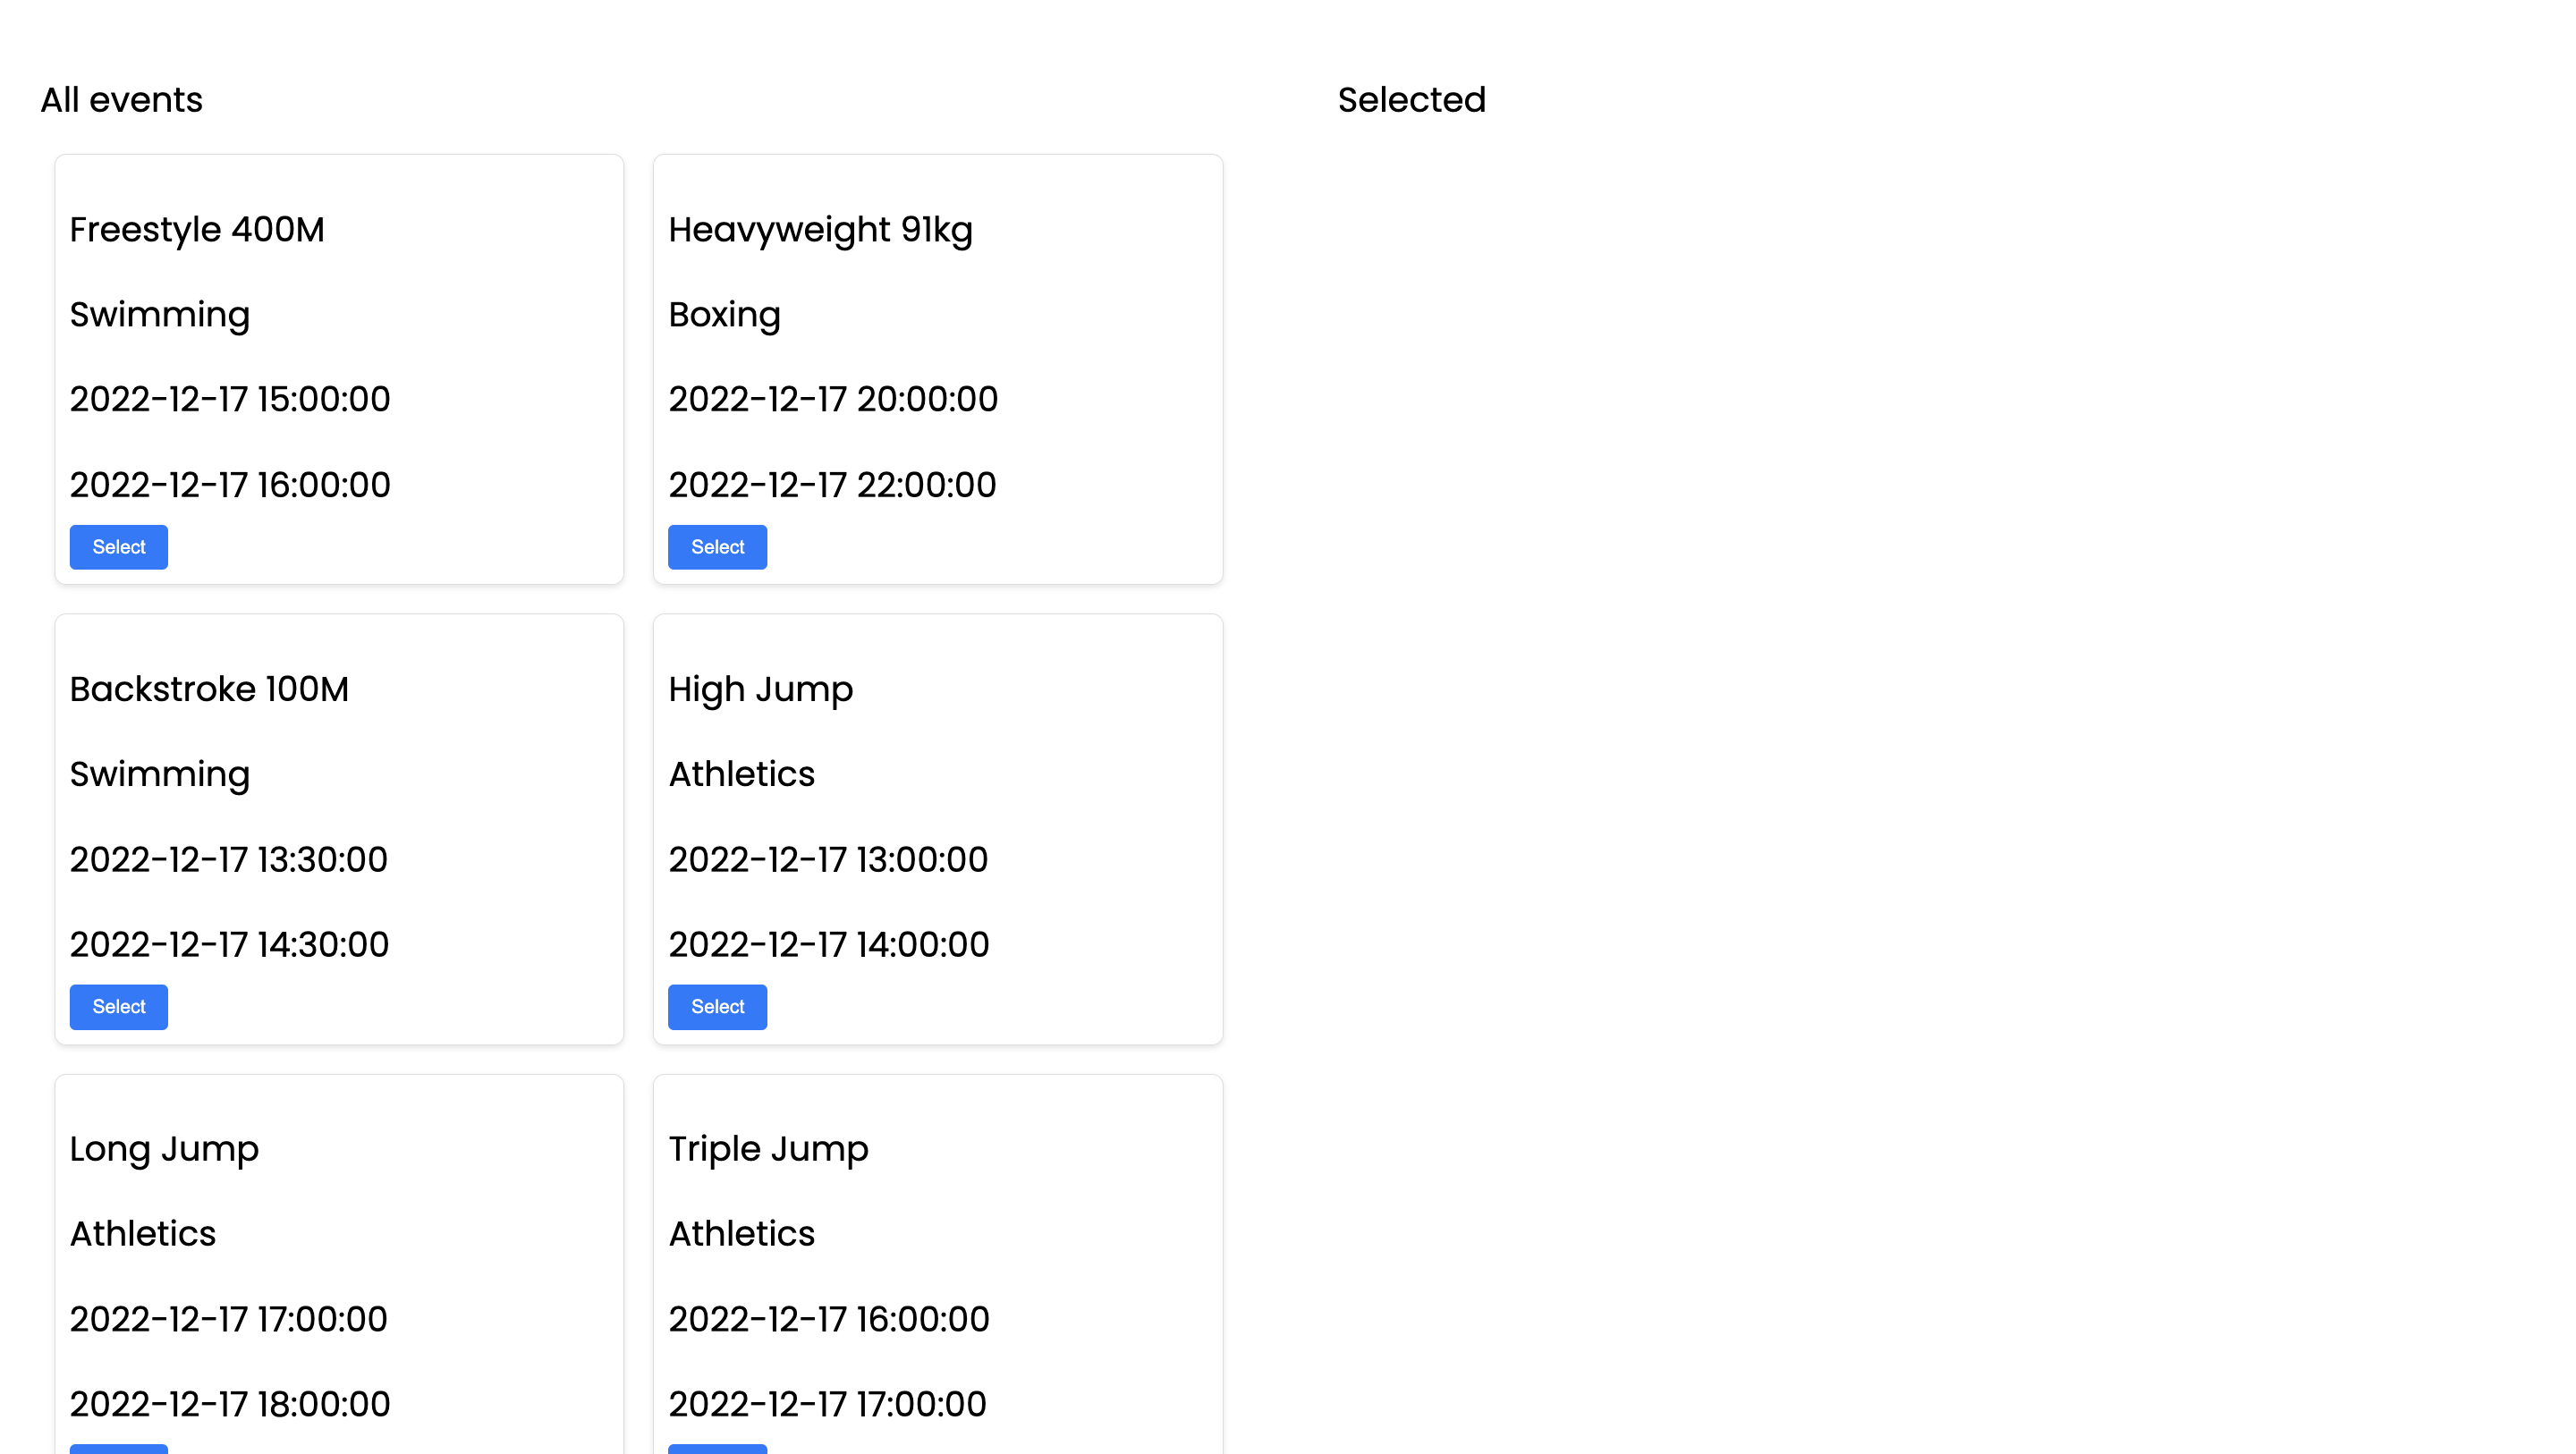 All events
Selected
Freestyle 400M
Swimming
2022-12-17 15:00:00
2022-12-17 16:00:00
Select
Heavyweight 91kg
Boxing
2022-12-17 20:00:00
2022-12-17 22:00:00
Select
Backstroke 100M
Swimming
2022-12-17 13:30:00
2022-12-17 14:30:00
Select
High Jump
Athletics
2022-12-17 13:00:00
2022-12-17 14:00:00
Select
Long Jump
Athletics
2022-12-17 17:00:00
2022-12-17 18:00:00
Triple Jump
Athletics
2022-12-17 16:00:00
2022-12-17 17:00:00